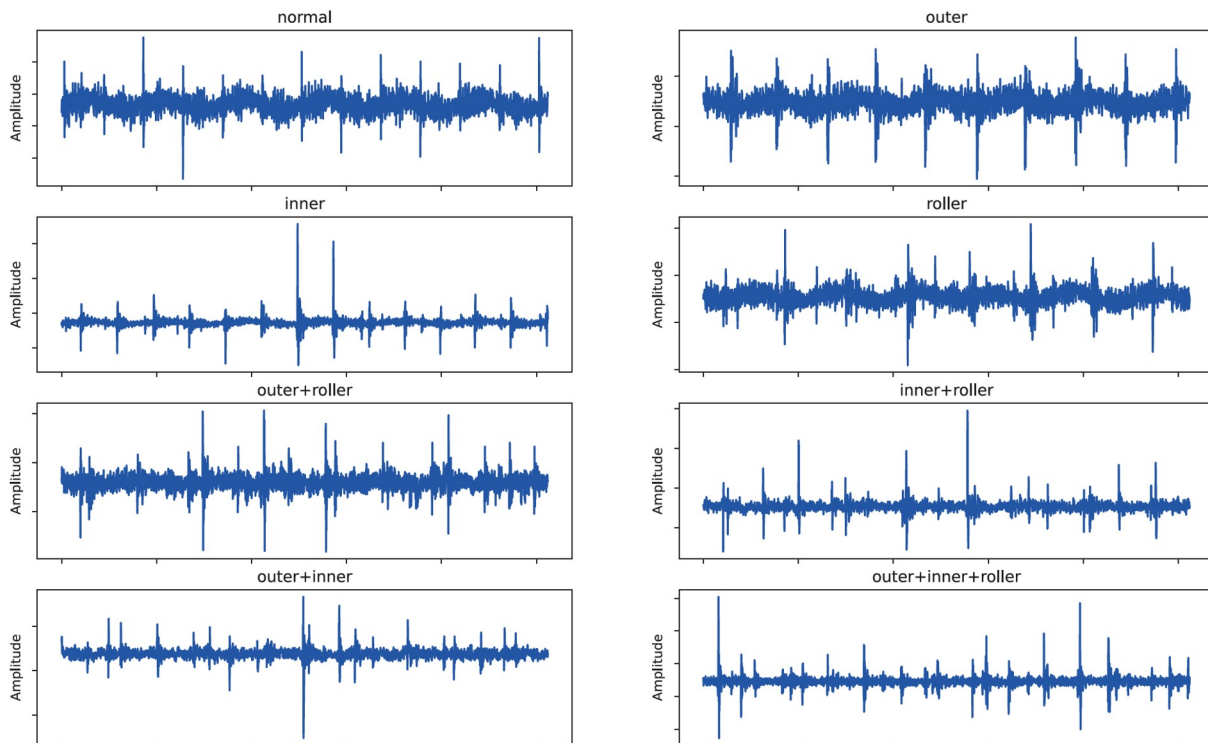 normal
Amplitude
outer
Amplitude
inner
Amplitude
roller
Amplitude
outer+roller
Amplitude
inner+roller
Amplitude
outer+inner
Amplitude
outer+inner+roller
Amplitude